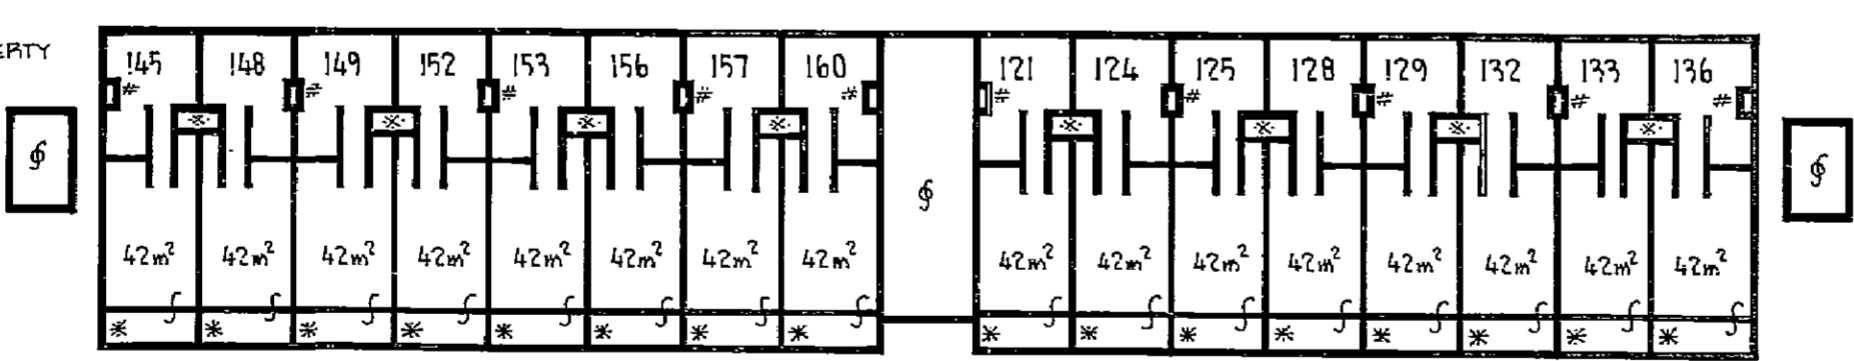 ERTY
145 148 149 152 153 156 157 160 121 124 125 128 129 132 133 136
# # # # # # # # # #
※ ※ ※ ※ ※ ※ ※ ※
∮ ∮ ∮
42m² 42m² 42m² 42m² 42m² 42m² 42m² 42m² 42m² 42m² 42m² 42m² 42m² 42m² 42m² 42m²
∫ ∫ ∫ ∫ ∫ ∫ ∫ ∫ ∫ ∫ ∫ ∫ ∫ ∫ ∫ ∫
* * * * * * * * * * * * * * * *